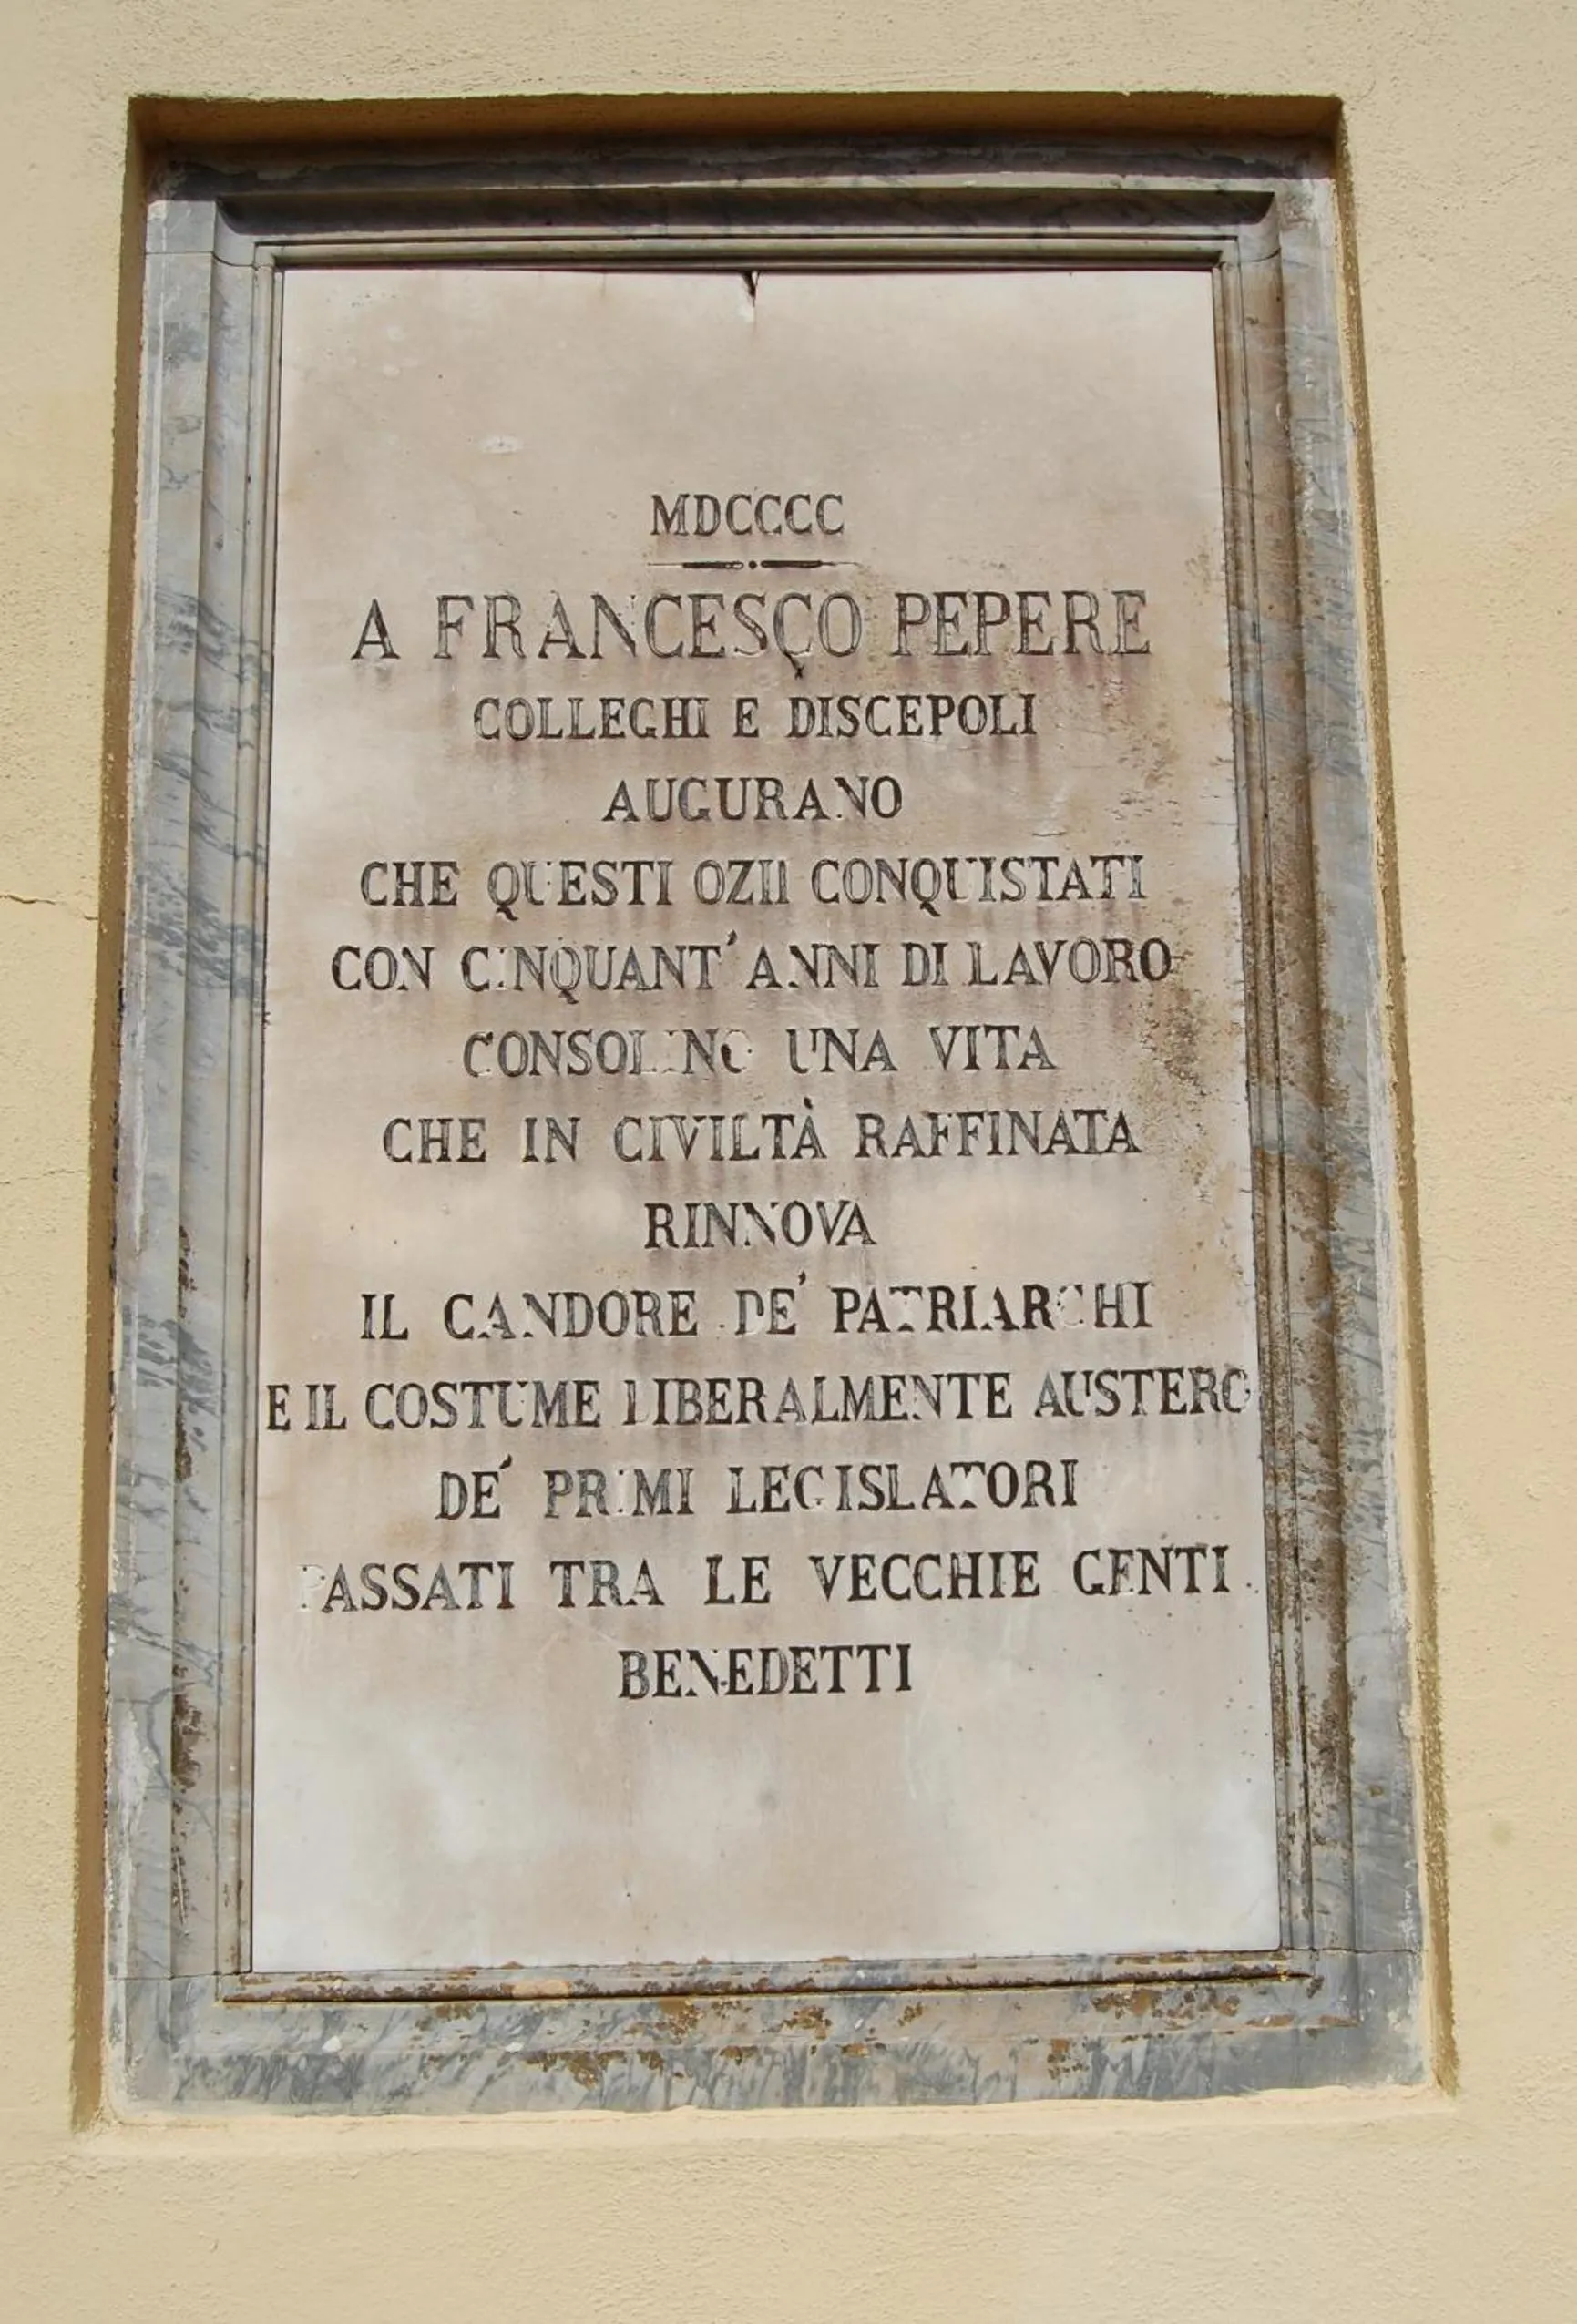 MDCCCC
A FRANCESCO PEPERE
COLLEGHI E DISCEPOLI
AUGURANO
CHE QUESTI OZII CONQUISTATI
CON CINQUANT'ANNI DI LAVORO
CONSOLINO UNA VITA
CHE IN CIVILTÀ RAFFINATA
RINNOVA
IL CANDORE DE' PATRIARCHI
E IL COSTUME LIBERALMENTE AUSTERO
DE' PRIMI LEGISLATORI
PASSATI TRA LE VECCHIE GENTI
BENEDETTI